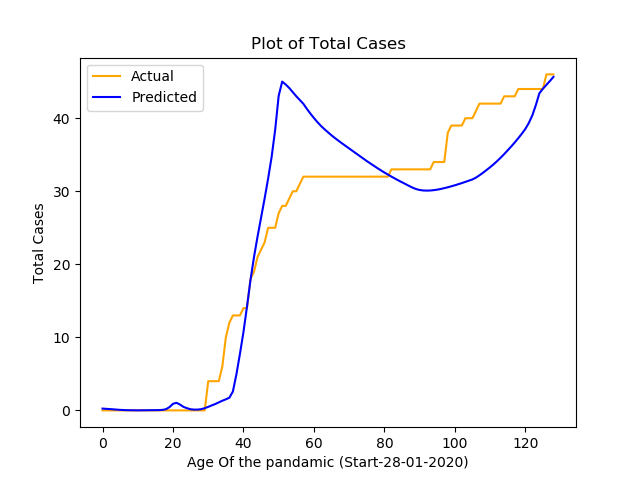 Plot of Total Cases
Actual
Predicted
40
30
20
10
0
Total Cases
0 20 40 60 80 100 120
Age Of the pandamic (Start-28-01-2020)